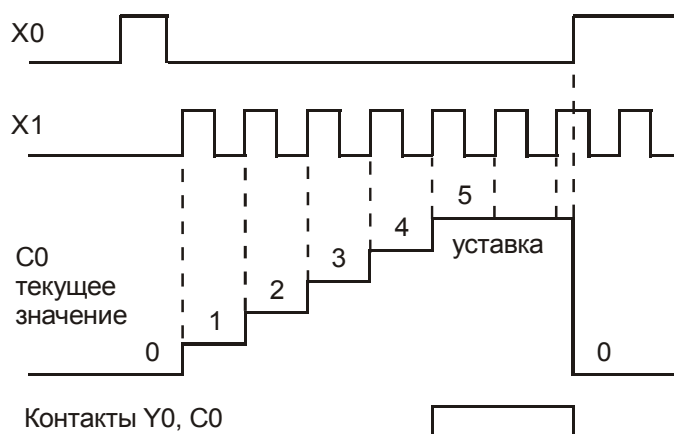 X0
X1
5
4
уставка
3
C0
текущее
значение
2
1
0
0
Контакты Y0, C0